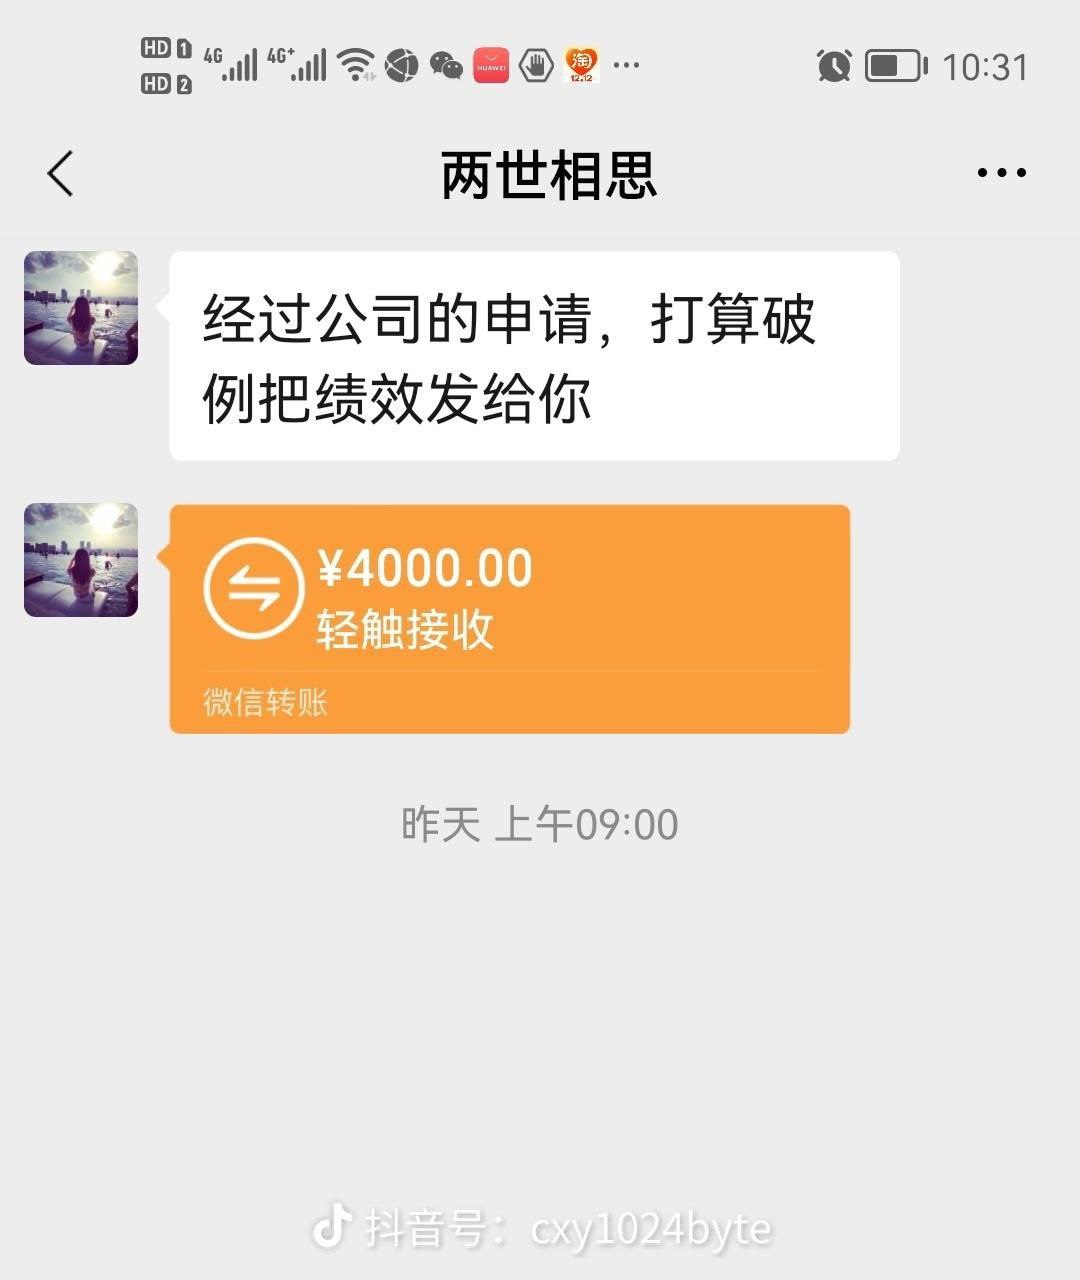 HD 1 4G 4G+ 10:31
HD 2
HUAWEI
淘
12.12
两世相思
经过公司的申请，打算破
例把绩效发给你
¥4000.00
轻触接收
微信转账
昨天 上午09:00
抖音号：cxy1024byte